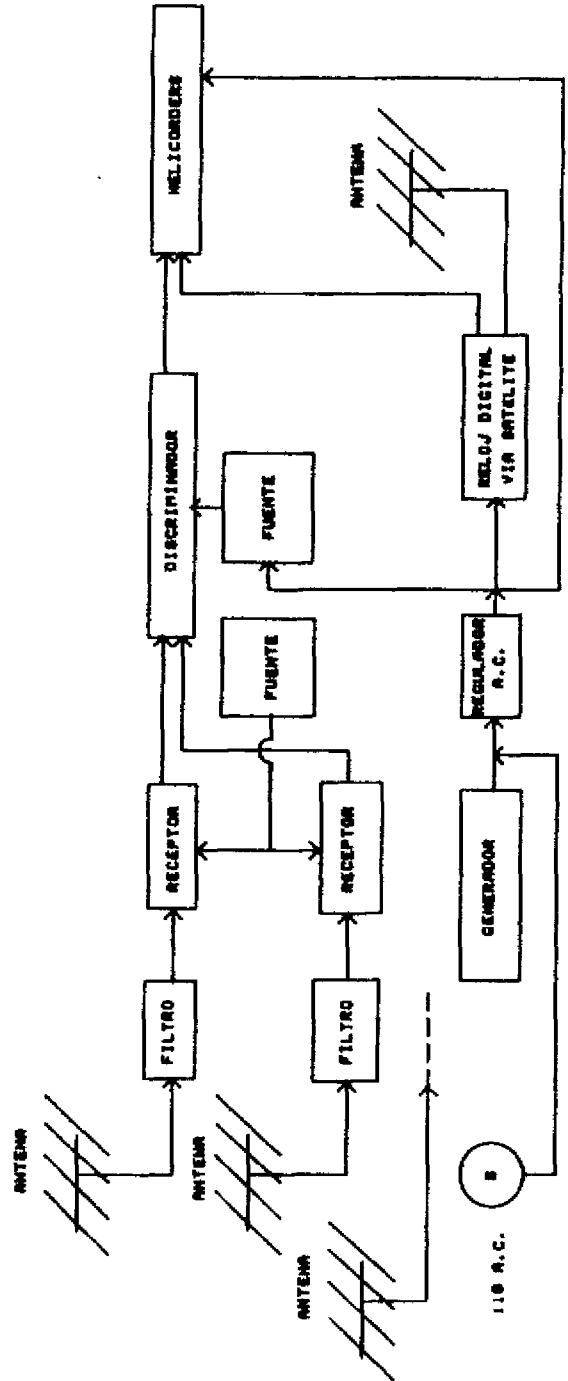 ANTENA
FILTRO
RECEPTOR
DISCRIMINADOR
HELICORDERS
ANTENA
FILTRO
RECEPTOR
FUENTE
FUENTE
ANTENA
ANTENA
110 A.C.
GENERADOR
REGULADOR
A.C.
RELOJ DIGITAL
VIA SATELITE